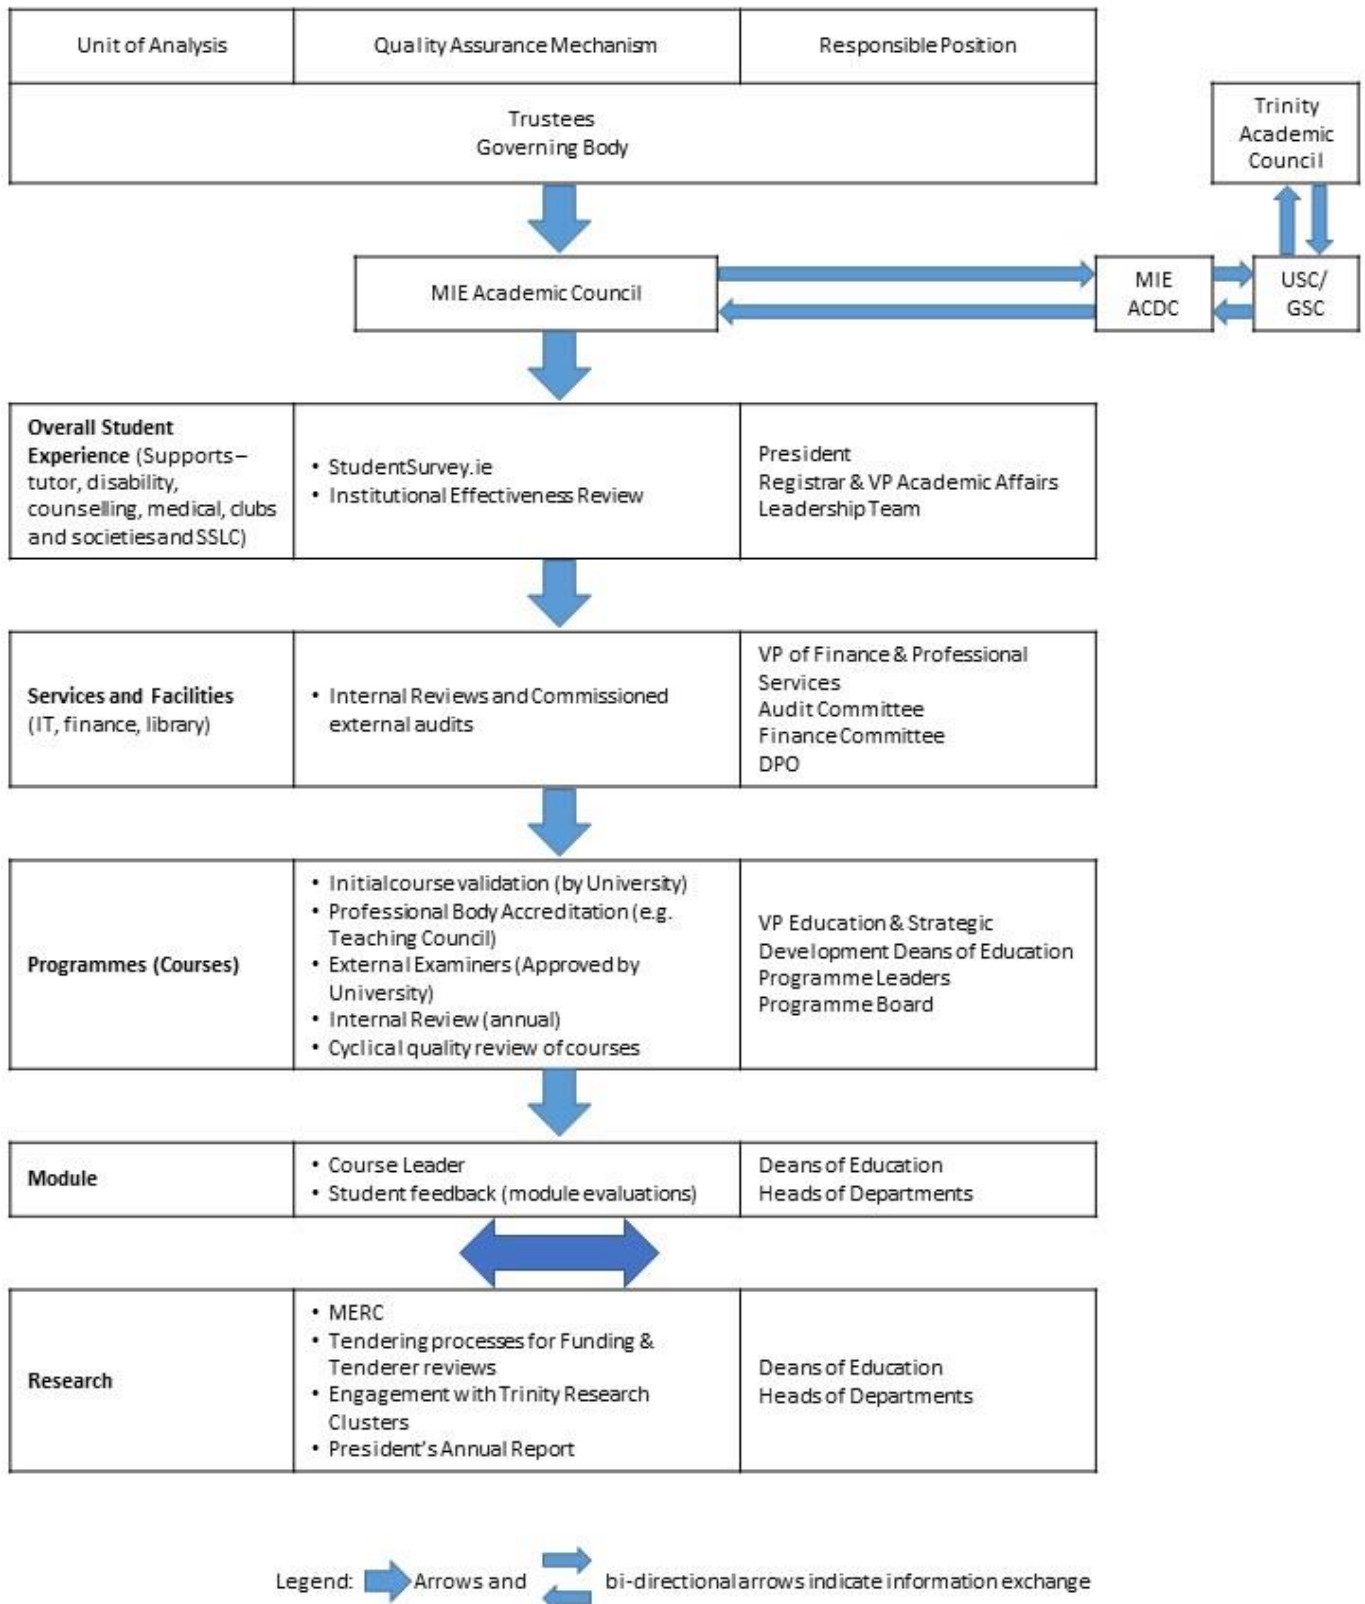 Unit of Analysis
Quality Assurance Mechanism
Responsible Position
Trustees
Governing Body
Trinity
Academic
Council
MIE Academic Council
MIE
ACDC
USC/
GSC
Overall Student
Experience (Supports –
tutor, disability,
counselling, medical, clubs
and societies and SSLC)
• StudentSurvey.ie
• Institutional Effectiveness Review
President
Registrar & VP Academic Affairs
Leadership Team
Services and Facilities
(IT, finance, library)
• Internal Reviews and Commissioned
external audits
VP of Finance & Professional
Services
Audit Committee
Finance Committee
DPO
Programmes (Courses)
• Initial course validation (by University)
• Professional Body Accreditation (e.g.
Teaching Council)
• External Examiners (Approved by
University)
• Internal Review (annual)
• Cyclical quality review of courses
VP Education & Strategic
Development Deans of Education
Programme Leaders
Programme Board
Module
• Course Leader
• Student feedback (module evaluations)
Deans of Education
Heads of Departments
Research
• MERC
• Tendering processes for Funding &
Tenderer reviews
• Engagement with Trinity Research
Clusters
• President’s Annual Report
Deans of Education
Heads of Departments
Legend: Arrows and bi-directional arrows indicate information exchange